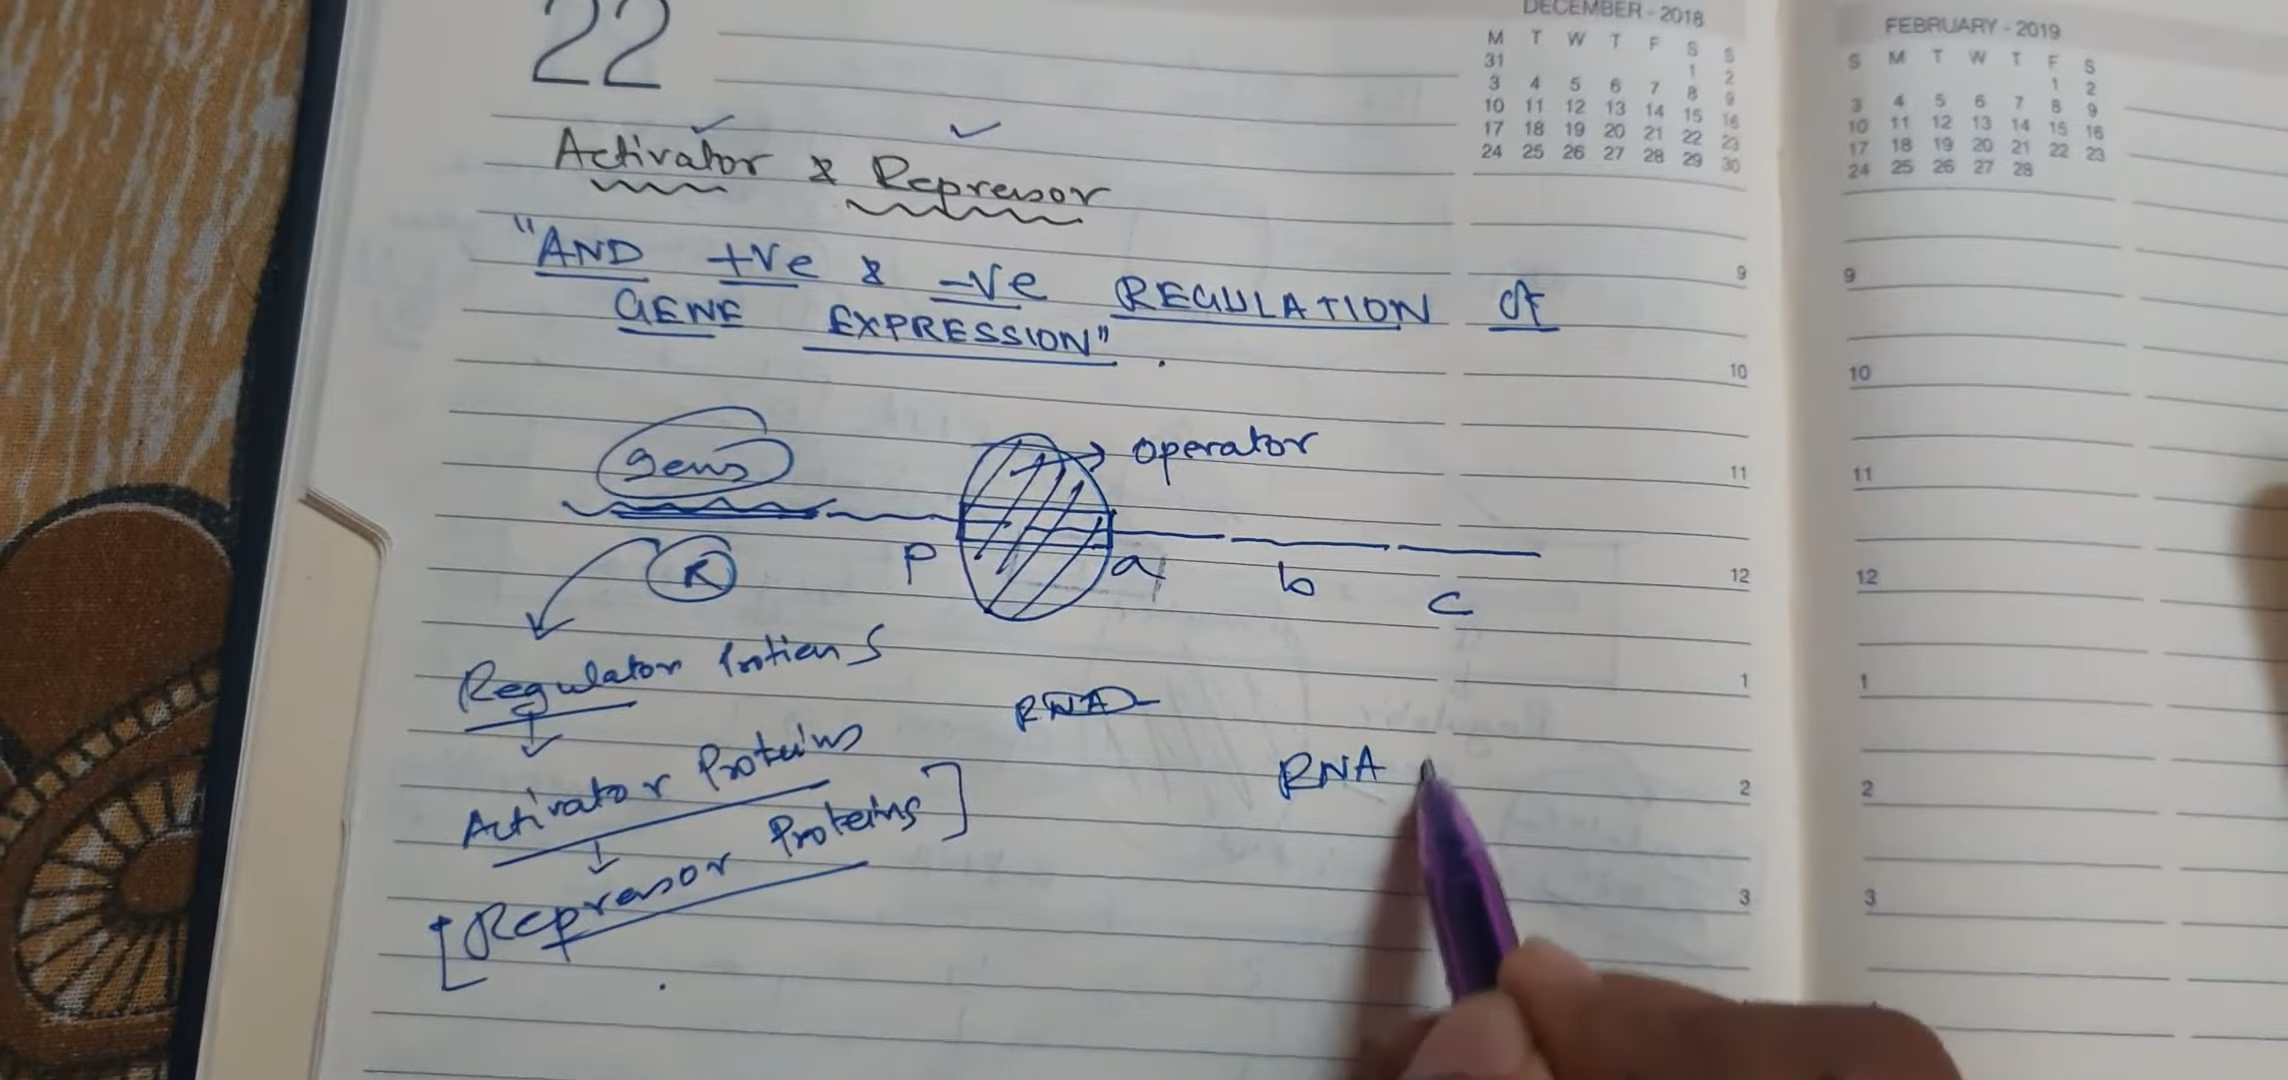 22
DECEMBER - 2018
M T W T F S S
31 1 2
3 4 5 6 7 8 9
10 11 12 13 14 15 16
17 18 19 20 21 22 23
24 25 26 27 28 29 30
FEBRUARY - 2019
S M T W T F S
1 2
3 4 5 6 7 8 9
10 11 12 13 14 15 16
17 18 19 20 21 22 23
24 25 26 27 28
Activator & Repressor
"AND +ve & -ve REGULATION of
GENE EXPRESSION".
operator
R
P a b c
Regulator Protiens
Activator Proteins
[Repressor Proteins]
RNA
RNA
9
10
11
12
1
2
3
9
10
11
12
1
2
3